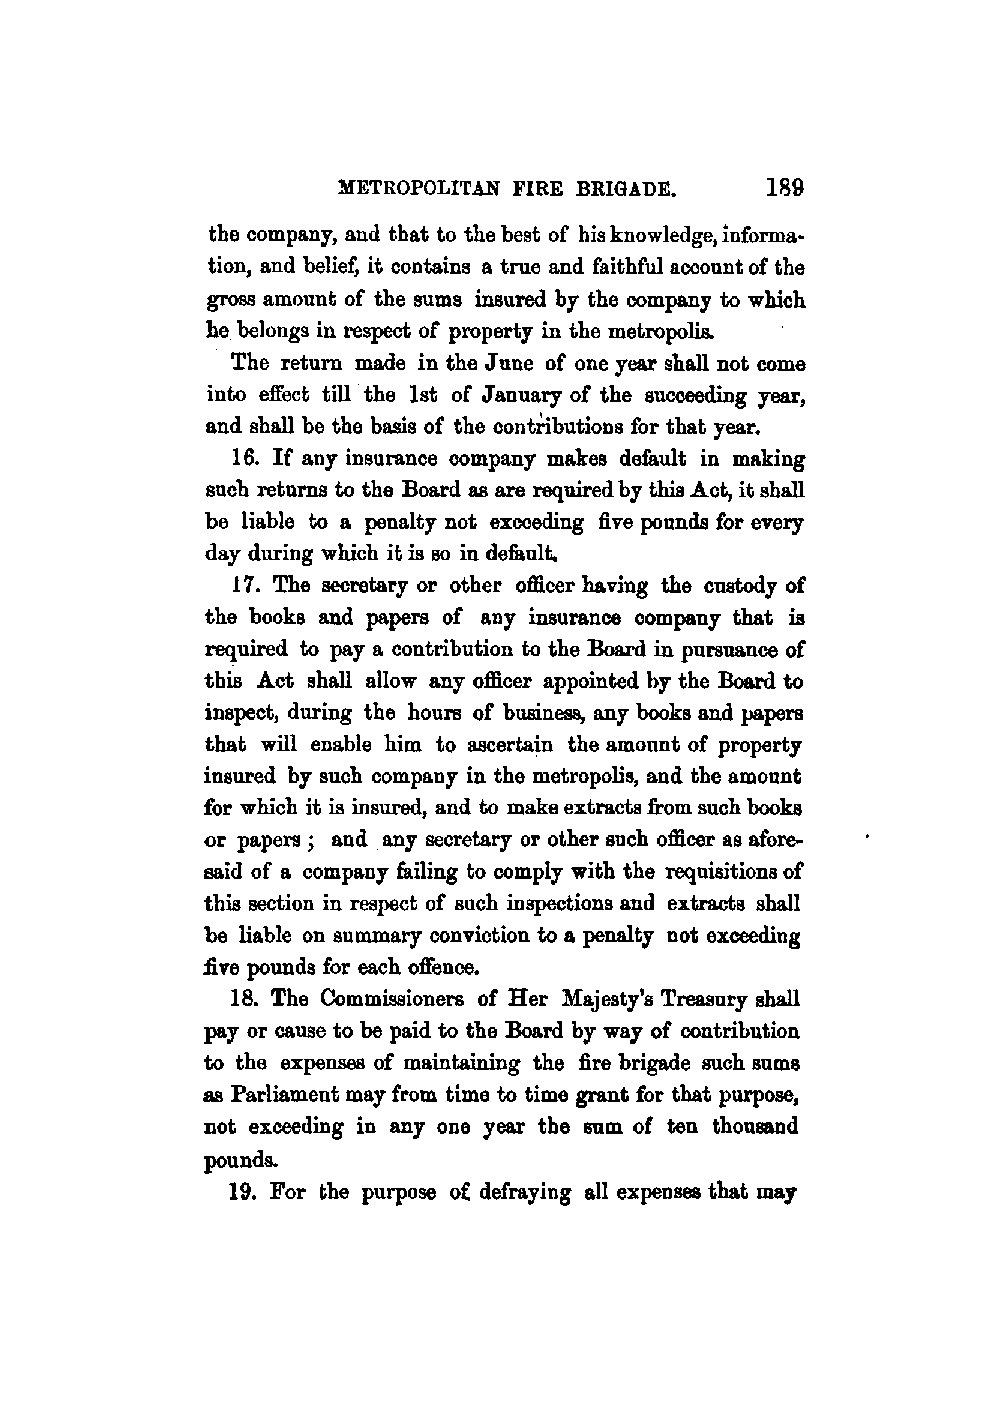 METROPOLITAN FIRE BRIGADE. 189
the company, and that to the best of his knowledge, informa-
tion, and belief, it contains a true and faithful account of the
gross amount of the sums insured by the company to which
he belongs in respect of property in the metropolis.
The return made in the June of one year shall not come
into effect till the 1st of January of the succeeding year,
and shall be the basis of the contributions for that year.
16. If any insurance company makes default in making
such returns to the Board as are required by this Act, it shall
be liable to a penalty not exceeding five pounds for every
day during which it is so in default.
17. The secretary or other officer having the custody of
the books and papers of any insurance company that is
required to pay a contribution to the Board in pursuance of
this Act shall allow any officer appointed by the Board to
inspect, during the hours of business, any books and papers
that will enable him to ascertain the amount of property
insured by such company in the metropolis, and the amount
for which it is insured, and to make extracts from such books
or papers ; and any secretary or other such officer as afore-
said of a company failing to comply with the requisitions of
this section in respect of such inspections and extracts shall
be liable on summary conviction to a penalty not exceeding
five pounds for each offence.
18. The Commissioners of Her Majesty's Treasury shall
pay or cause to be paid to the Board by way of contribution
to the expenses of maintaining the fire brigade such sums
as Parliament may from time to time grant for that purpose,
not exceeding in any one year the sum of ten thousand
pounds.
19. For the purpose of defraying all expenses that may